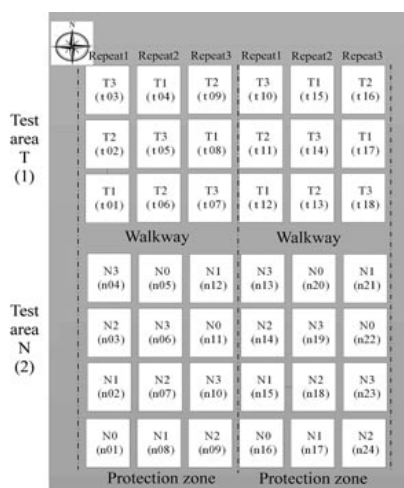 N
Repeat1 Repeat2 Repeat3 Repeat1 Repeat2 Repeat3
T3 T1 T2 T3 T1 T2
(t03) (t04) (t09) (t10) (t15) (t16)
Test area T (1)
T2 T3 T1 T2 T3 T1
(t02) (t05) (t08) (t11) (t14) (t17)
T1 T2 T3 T1 T2 T3
(t01) (t06) (t07) (t12) (t13) (t18)
Walkway Walkway
N3 N0 N1 N3 N0 N1
(n04) (n05) (n12) (n13) (n20) (n21)
Test area N (2)
N2 N3 N0 N2 N3 N0
(n03) (n06) (n11) (n14) (n19) (n22)
N1 N2 N3 N1 N2 N3
(n02) (n07) (n10) (n15) (n18) (n23)
N0 N1 N2 N0 N1 N2
(n01) (n08) (n09) (n16) (n17) (n24)
Protection zone Protection zone